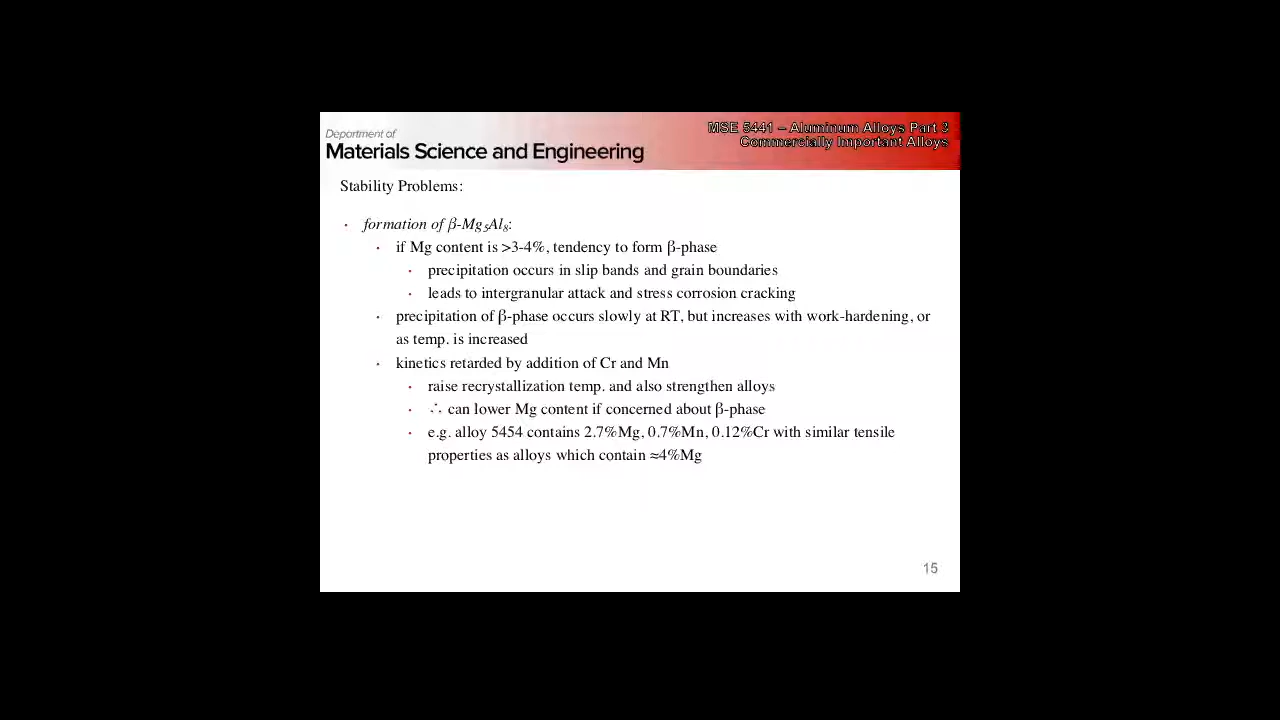 Department of
Materials Science and Engineering
MSE 5441 – Aluminum Alloys Part 3
Commercially Important Alloys
Stability Problems:
• formation of β-Mg₅Al₈:
• if Mg content is >3-4%, tendency to form β-phase
• precipitation occurs in slip bands and grain boundaries
• leads to intergranular attack and stress corrosion cracking
• precipitation of β-phase occurs slowly at RT, but increases with work-hardening, or
as temp. is increased
• kinetics retarded by addition of Cr and Mn
• raise recrystallization temp. and also strengthen alloys
• ∴ can lower Mg content if concerned about β-phase
• e.g. alloy 5454 contains 2.7%Mg, 0.7%Mn, 0.12%Cr with similar tensile
properties as alloys which contain ≈4%Mg
15